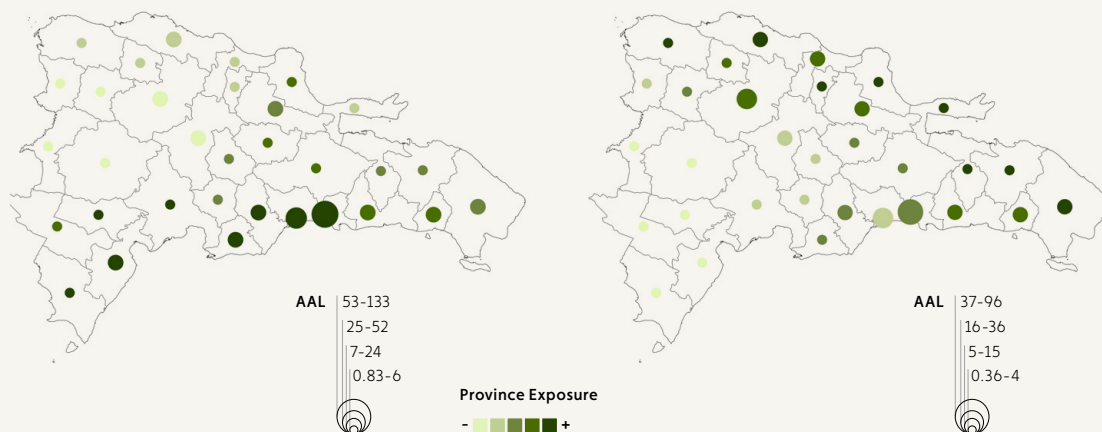 AAL 53-133
25-52
7-24
0.83-6
AAL 37-96
16-36
5-15
0.36-4
Province Exposure
- +